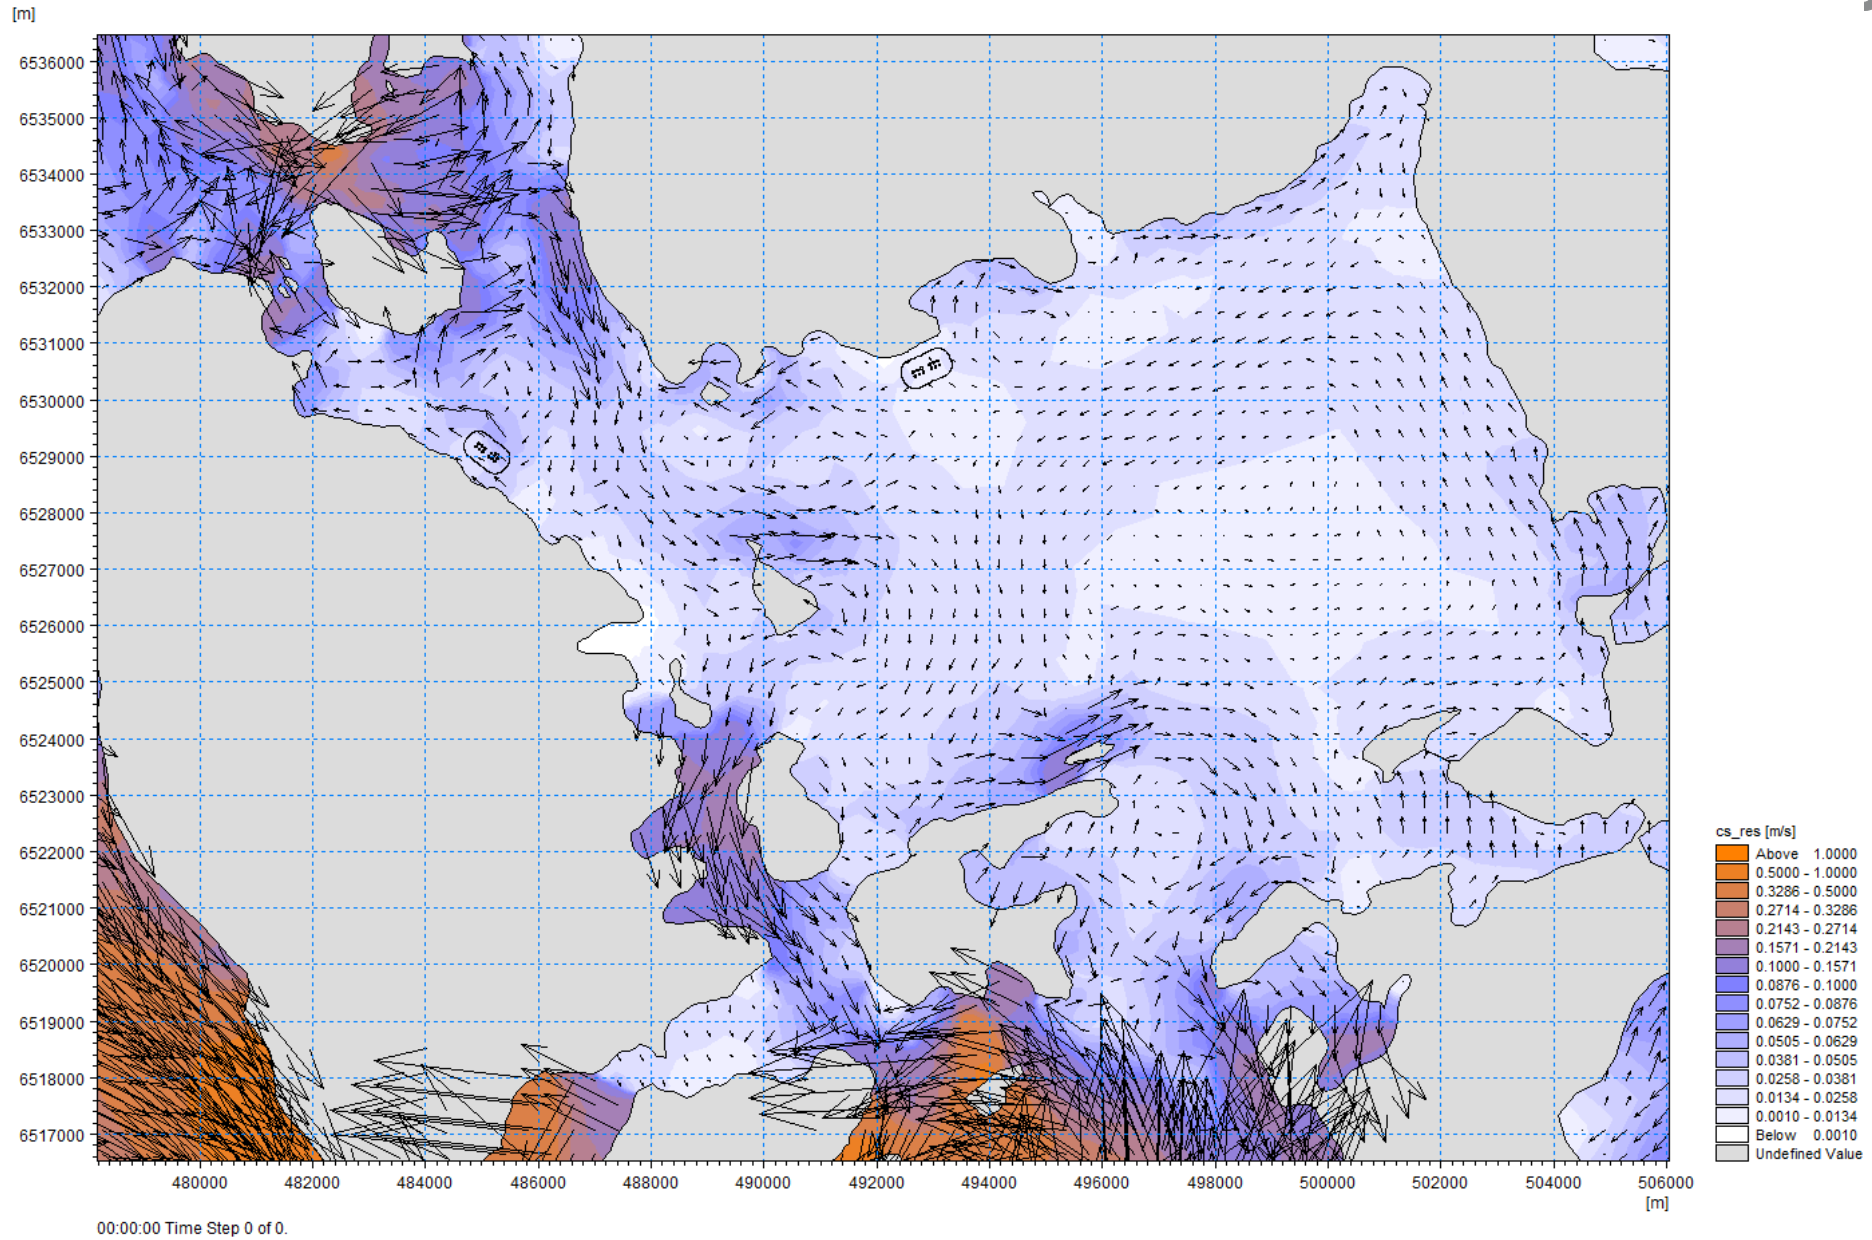 [m]
6536000
6535000
6534000
6533000
6532000
6531000
6530000
6529000
6528000
6527000
6526000
6525000
6524000
6523000
6522000
6521000
6520000
6519000
6518000
6517000
480000 482000 484000 486000 488000 490000 492000 494000 496000 498000 500000 502000 504000 506000
[m]
00:00:00 Time Step 0 of 0.
cs_res [m/s]
Above 1.0000
0.5000 - 1.0000
0.3286 - 0.5000
0.2714 - 0.3286
0.2143 - 0.2714
0.1571 - 0.2143
0.1000 - 0.1571
0.0876 - 0.1000
0.0752 - 0.0876
0.0629 - 0.0752
0.0505 - 0.0629
0.0381 - 0.0505
0.0258 - 0.0381
0.0134 - 0.0258
0.0010 - 0.0134
Below 0.0010
Undefined Value